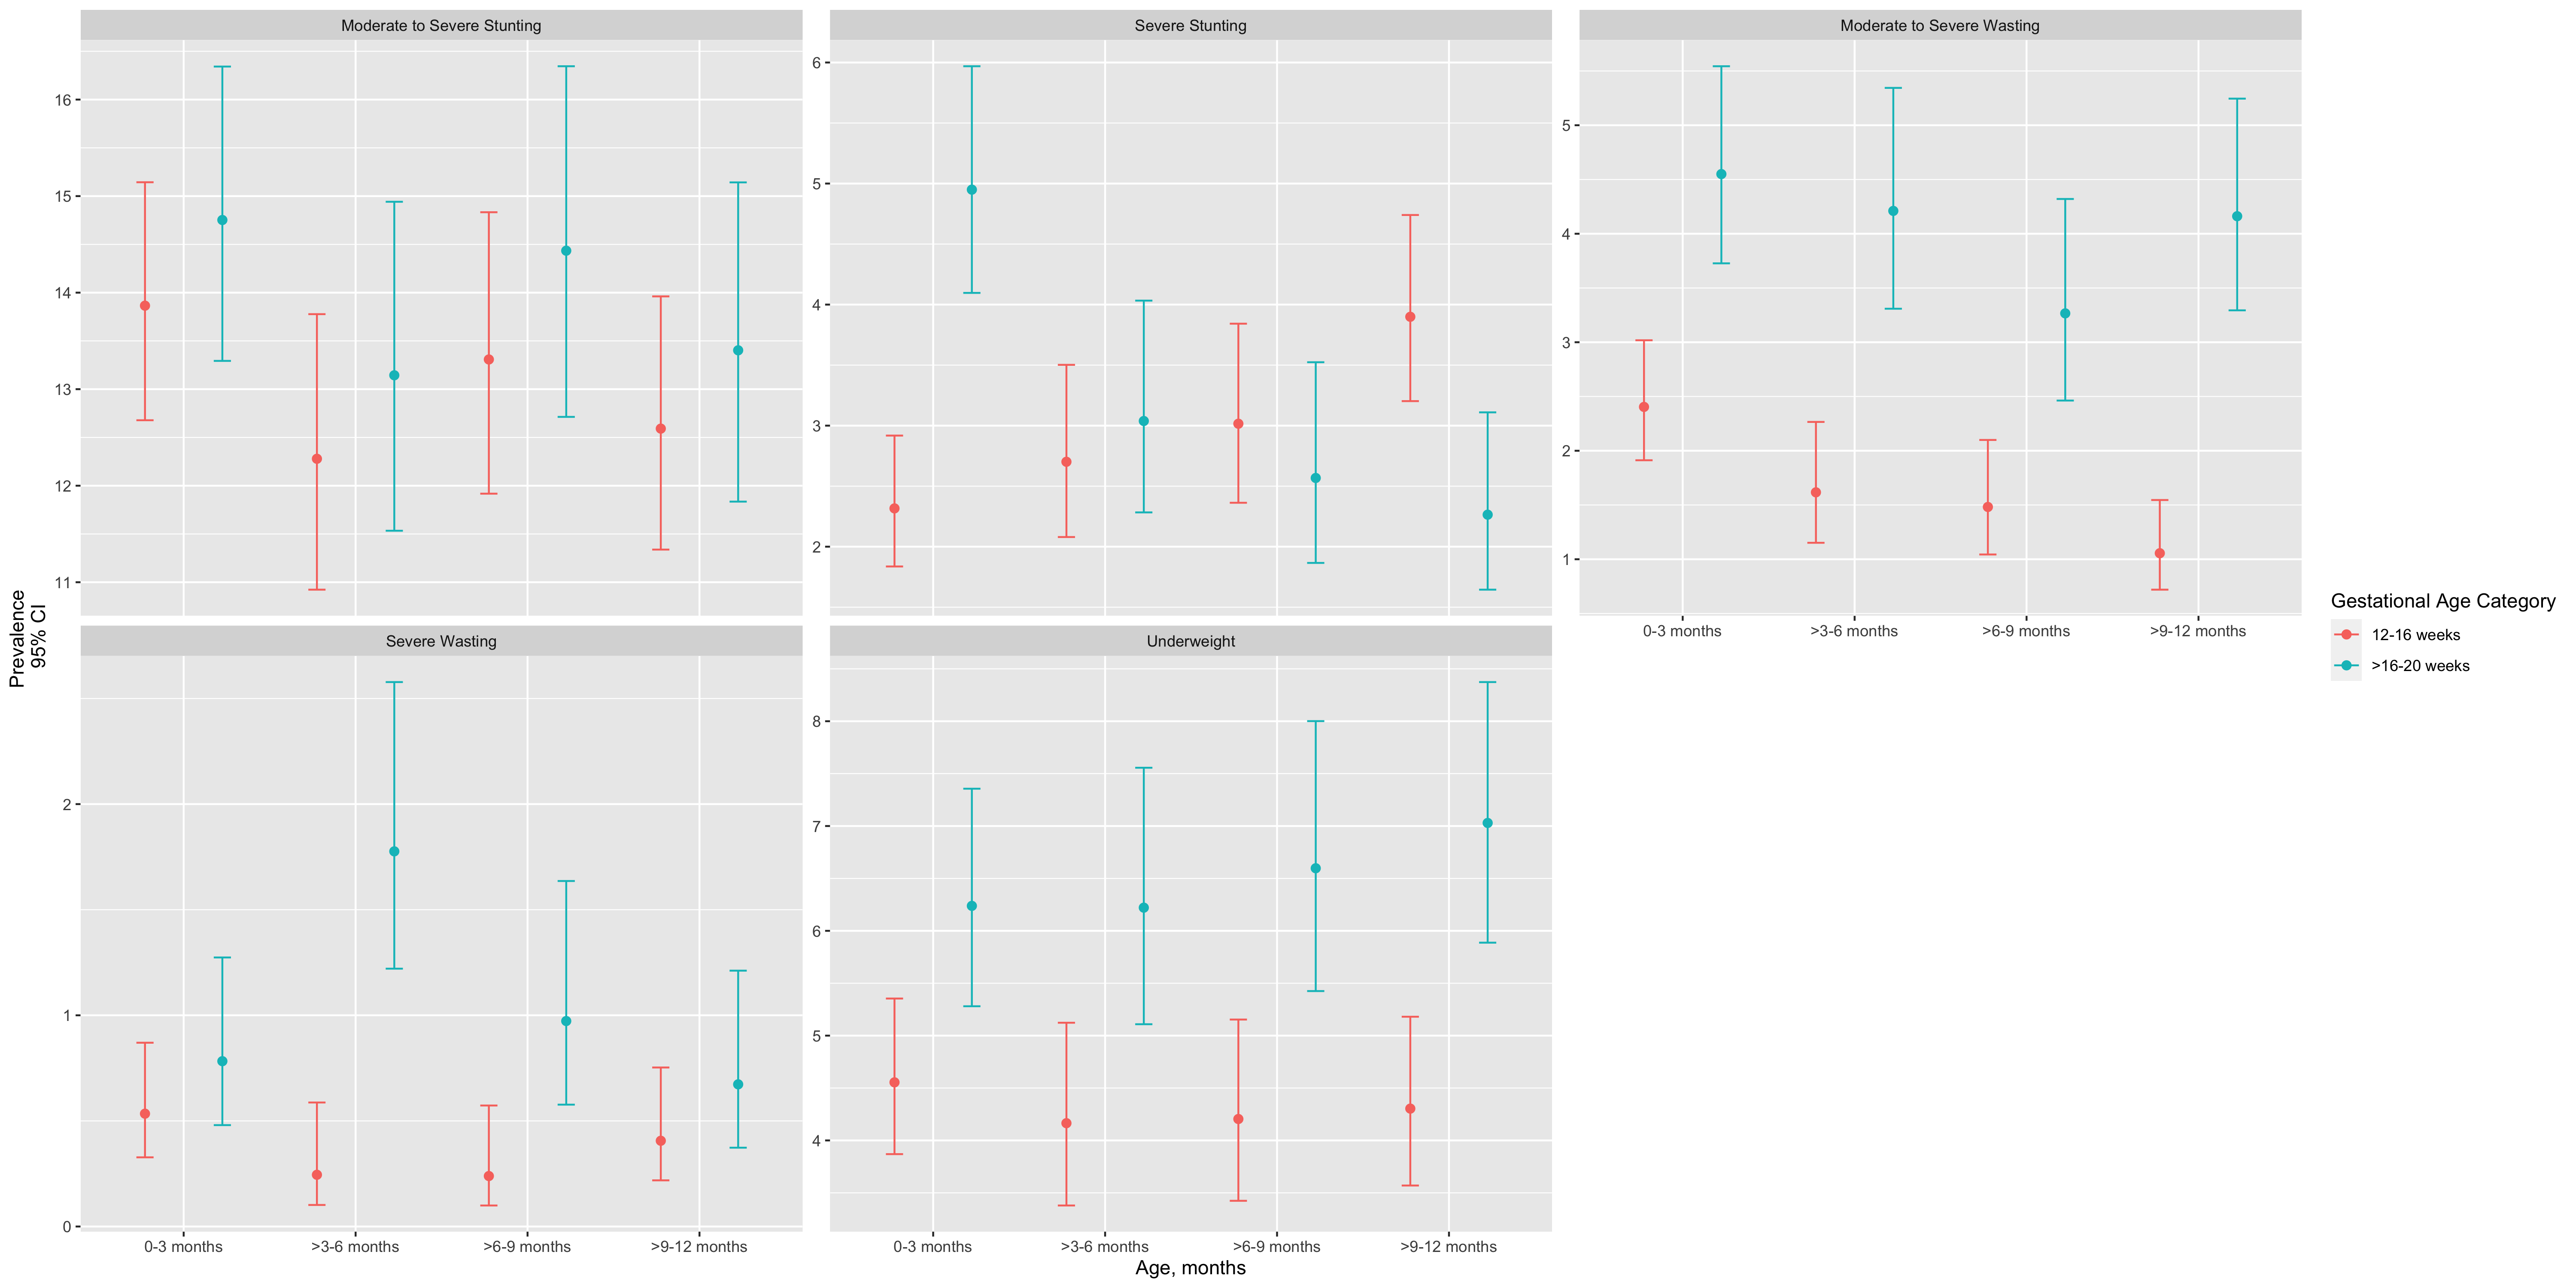 Moderate to Severe Stunting
Severe Stunting
Moderate to Severe Wasting
16
15
14
13
12
11
6
5
4
3
2
5
4
3
2
1
0-3 months
>3-6 months
>6-9 months
>9-12 months
Prevalence
95% CI
Severe Wasting
Underweight
2
1
0
8
7
6
5
4
0-3 months
>3-6 months
>6-9 months
>9-12 months
0-3 months
>3-6 months
>6-9 months
>9-12 months
Age, months
Gestational Age Category
12-16 weeks
>16-20 weeks